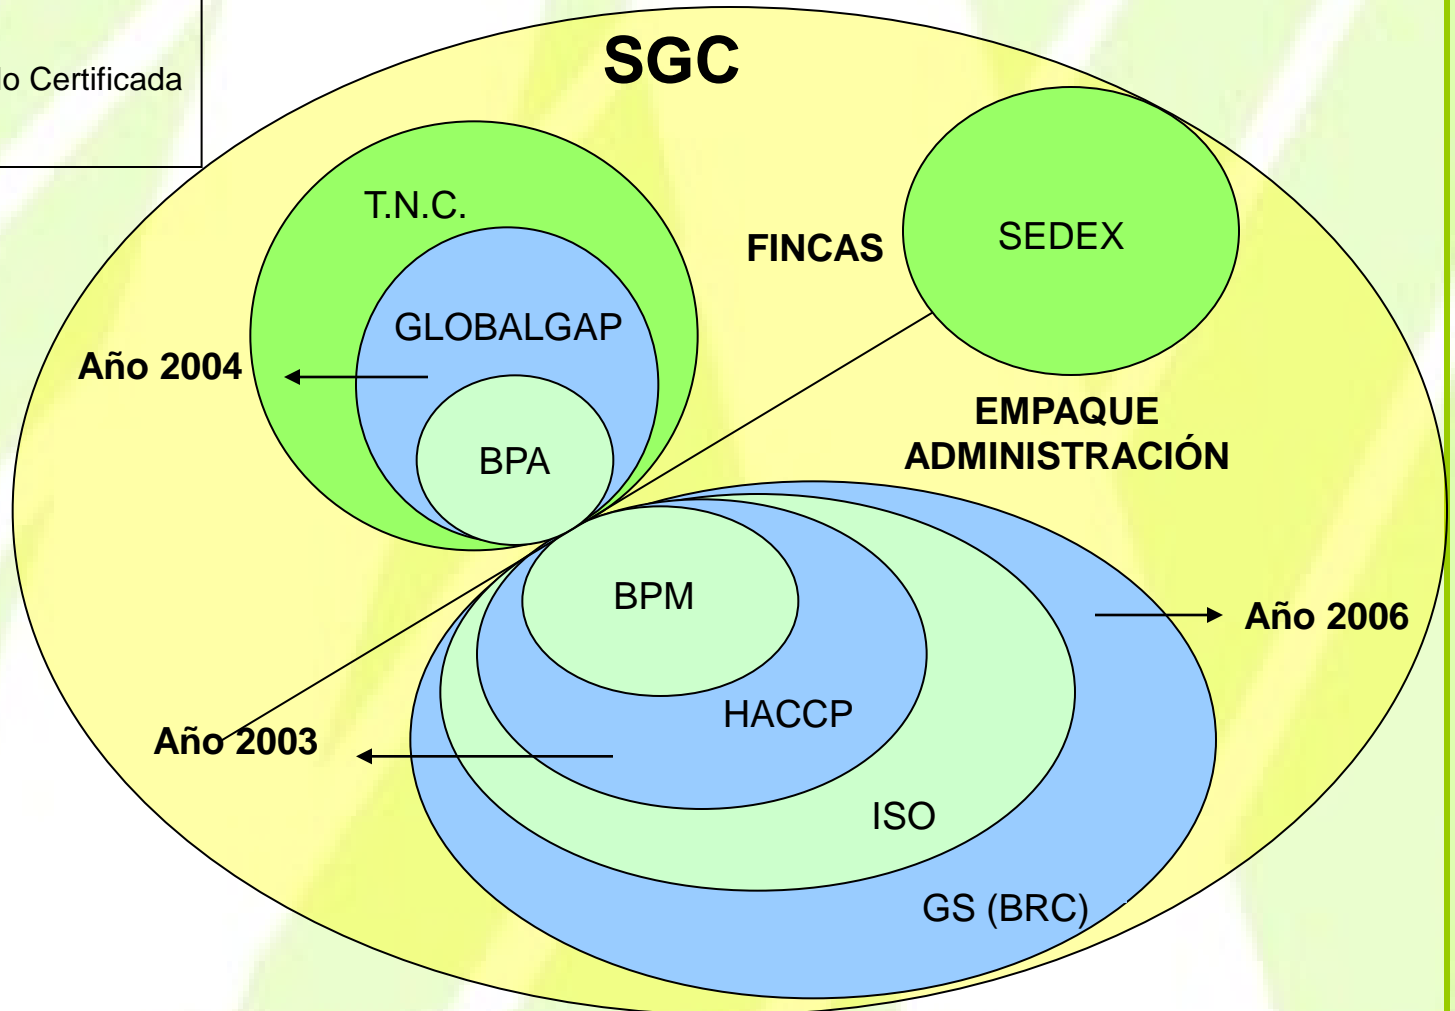 Certificada
SGC
T.N.C.
SEDEX
FINCAS
GLOBALGAP
Año 2004
EMPAQUE
ADMINISTRACIÓN
BPA
BPM
Año 2006
HACCP
Año 2003
ISO
GS (BRC)